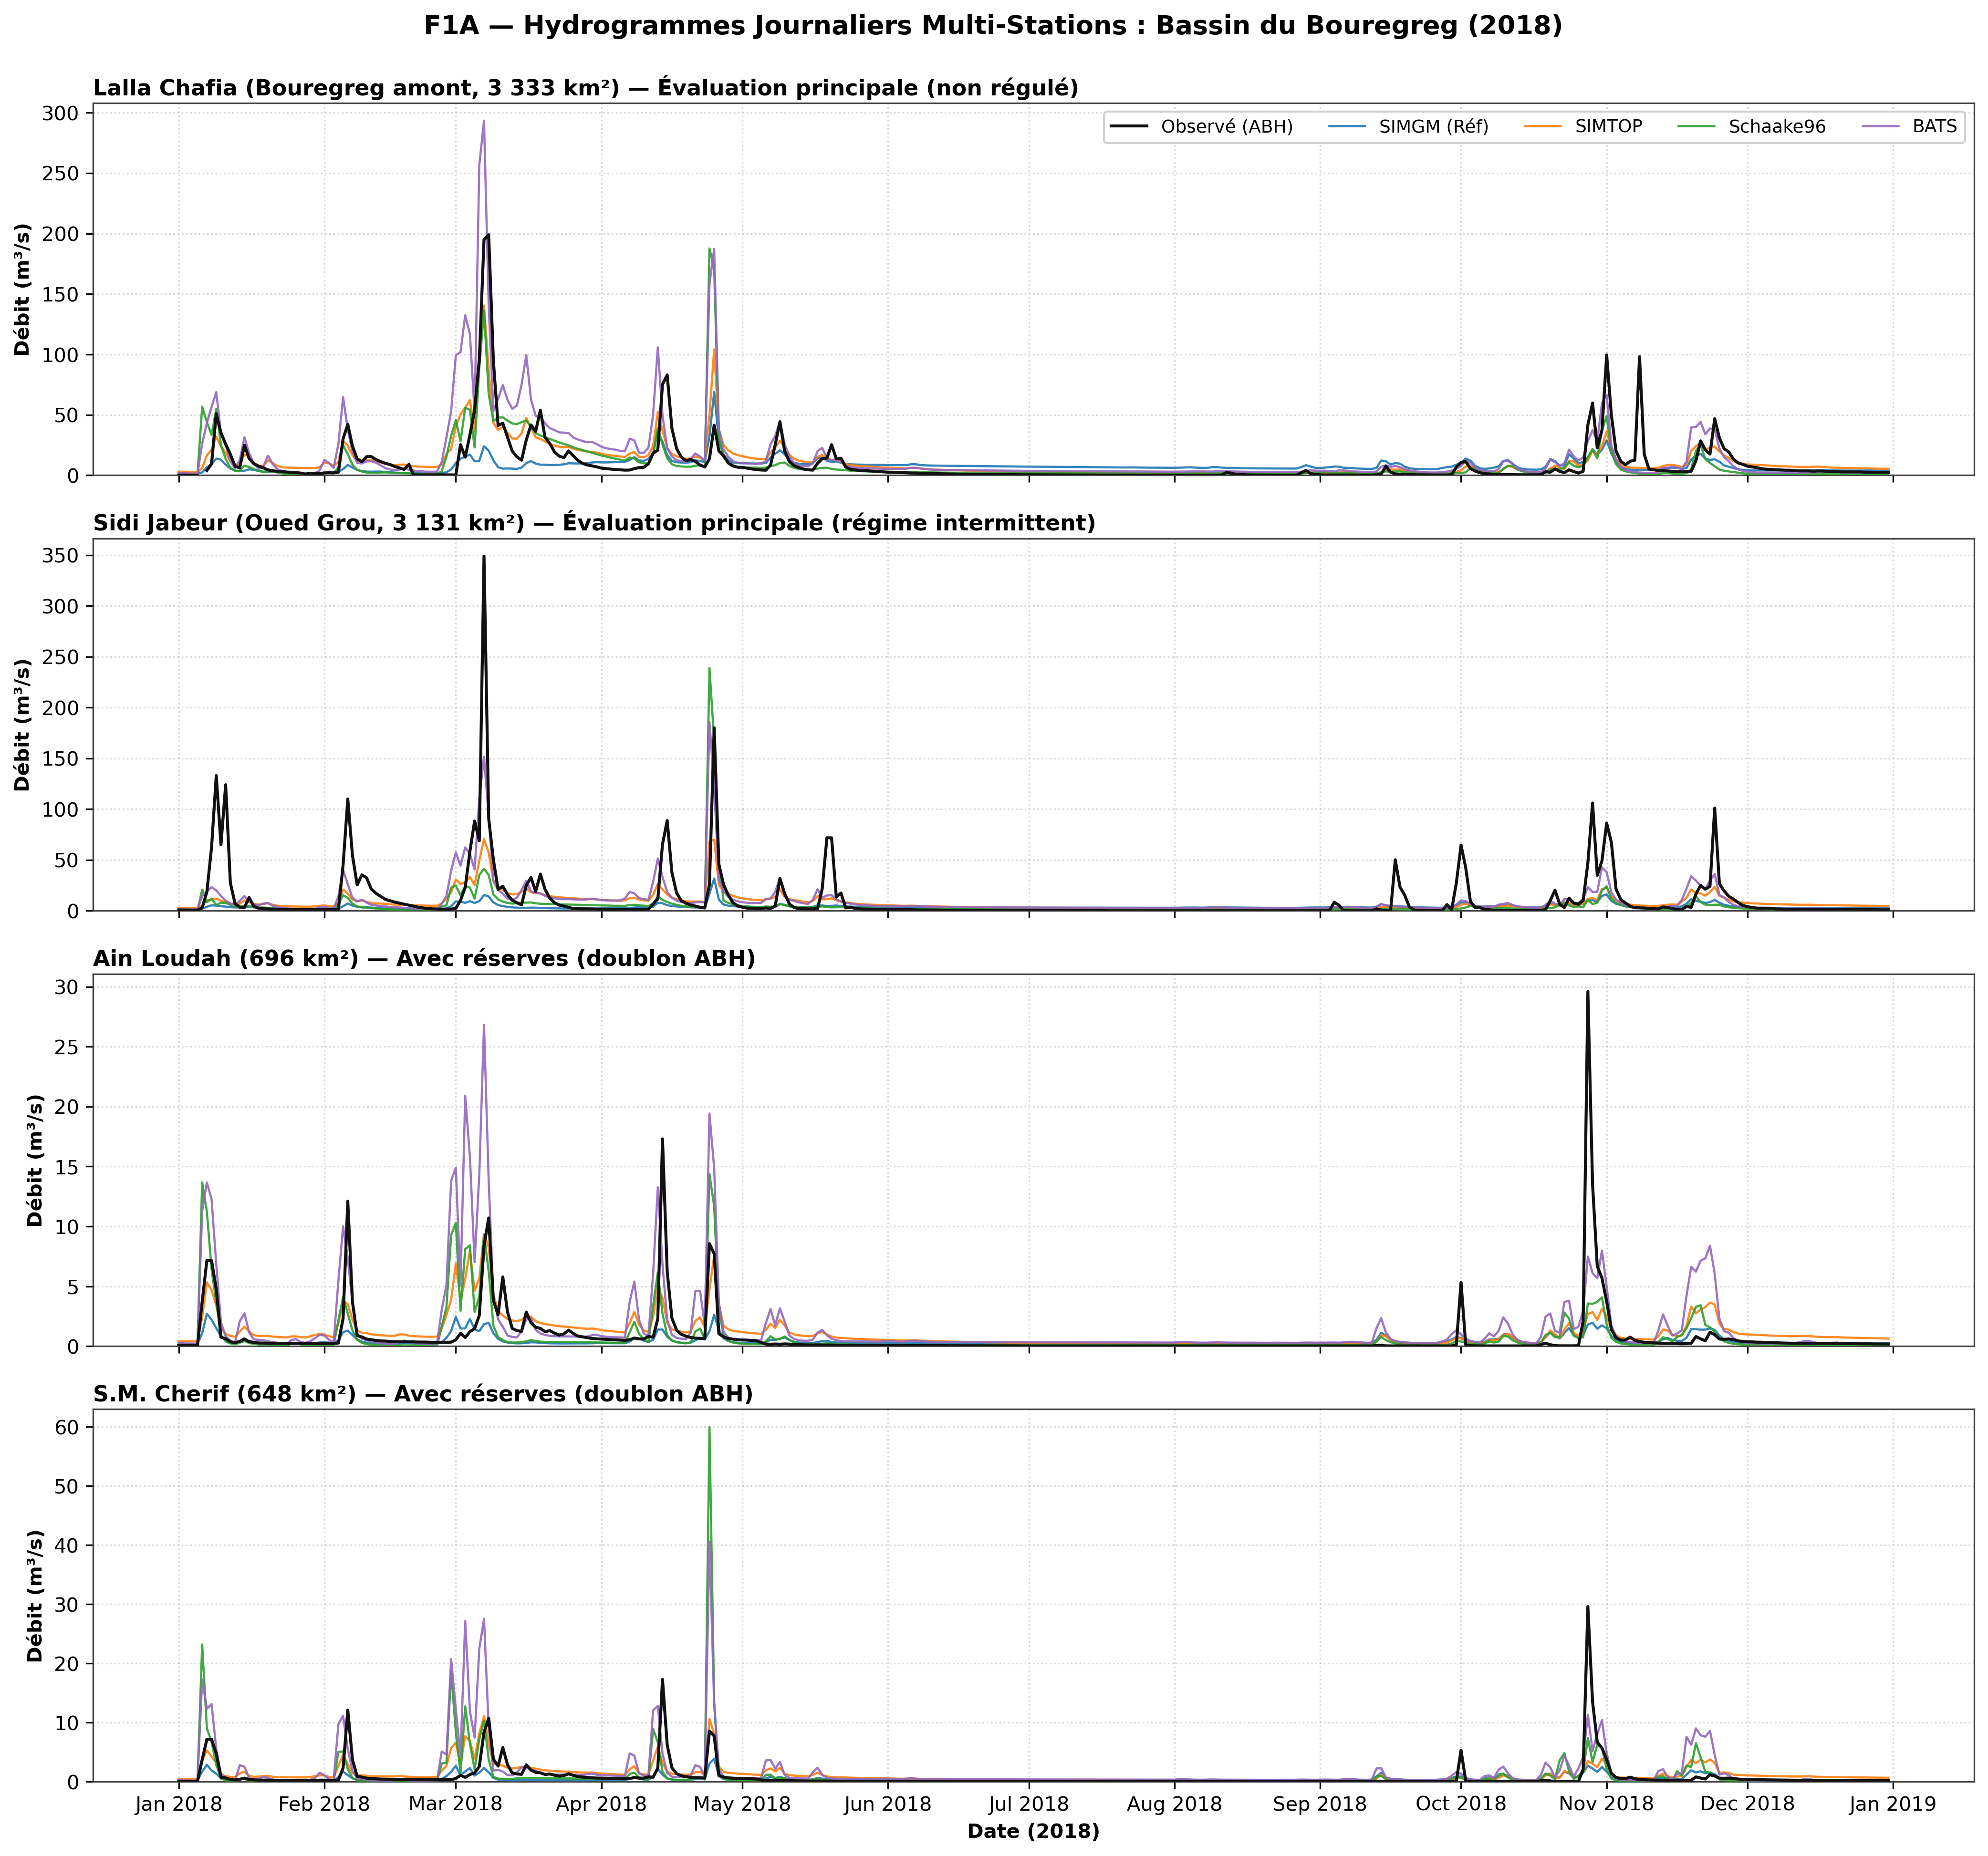 F1A — Hydrogrammes Journaliers Multi-Stations : Bassin du Bouregreg (2018)
Lalla Chafia (Bouregreg amont, 3 333 km²) — Évaluation principale (non régulé)
Observé (ABH) SIMGM (Réf) SIMTOP Schaake96 BATS
300
250
200
150
100
50
0
Débit (m³/s)
Sidi Jabeur (Oued Grou, 3 131 km²) — Évaluation principale (régime intermittent)
350
300
250
200
150
100
50
0
Débit (m³/s)
Ain Loudah (696 km²) — Avec réserves (doublon ABH)
30
25
20
15
10
5
0
Débit (m³/s)
S.M. Cherif (648 km²) — Avec réserves (doublon ABH)
60
50
40
30
20
10
0
Débit (m³/s)
Jan 2018 Feb 2018 Mar 2018 Apr 2018 May 2018 Jun 2018 Jul 2018 Aug 2018 Sep 2018 Oct 2018 Nov 2018 Dec 2018 Jan 2019
Date (2018)